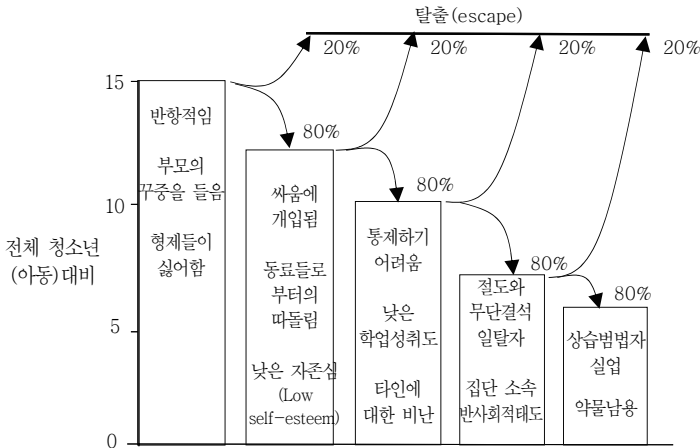 탈출(escape)
20%
20%
20%
20%
15
10
5
0
전체 청소년
(아동)대비
반항적임
부모의
꾸중을 들음
형제들이
싫어함
80%
싸움에
개입됨
동료들로
부터의
따돌림
낮은 자존심
(Low
self-esteem)
80%
통제하기
어려움
낮은
학업성취도
타인에
대한 비난
80%
절도와
무단결석
일탈자
집단 소속
반사회적태도
80%
상습범법자
실업
약물남용